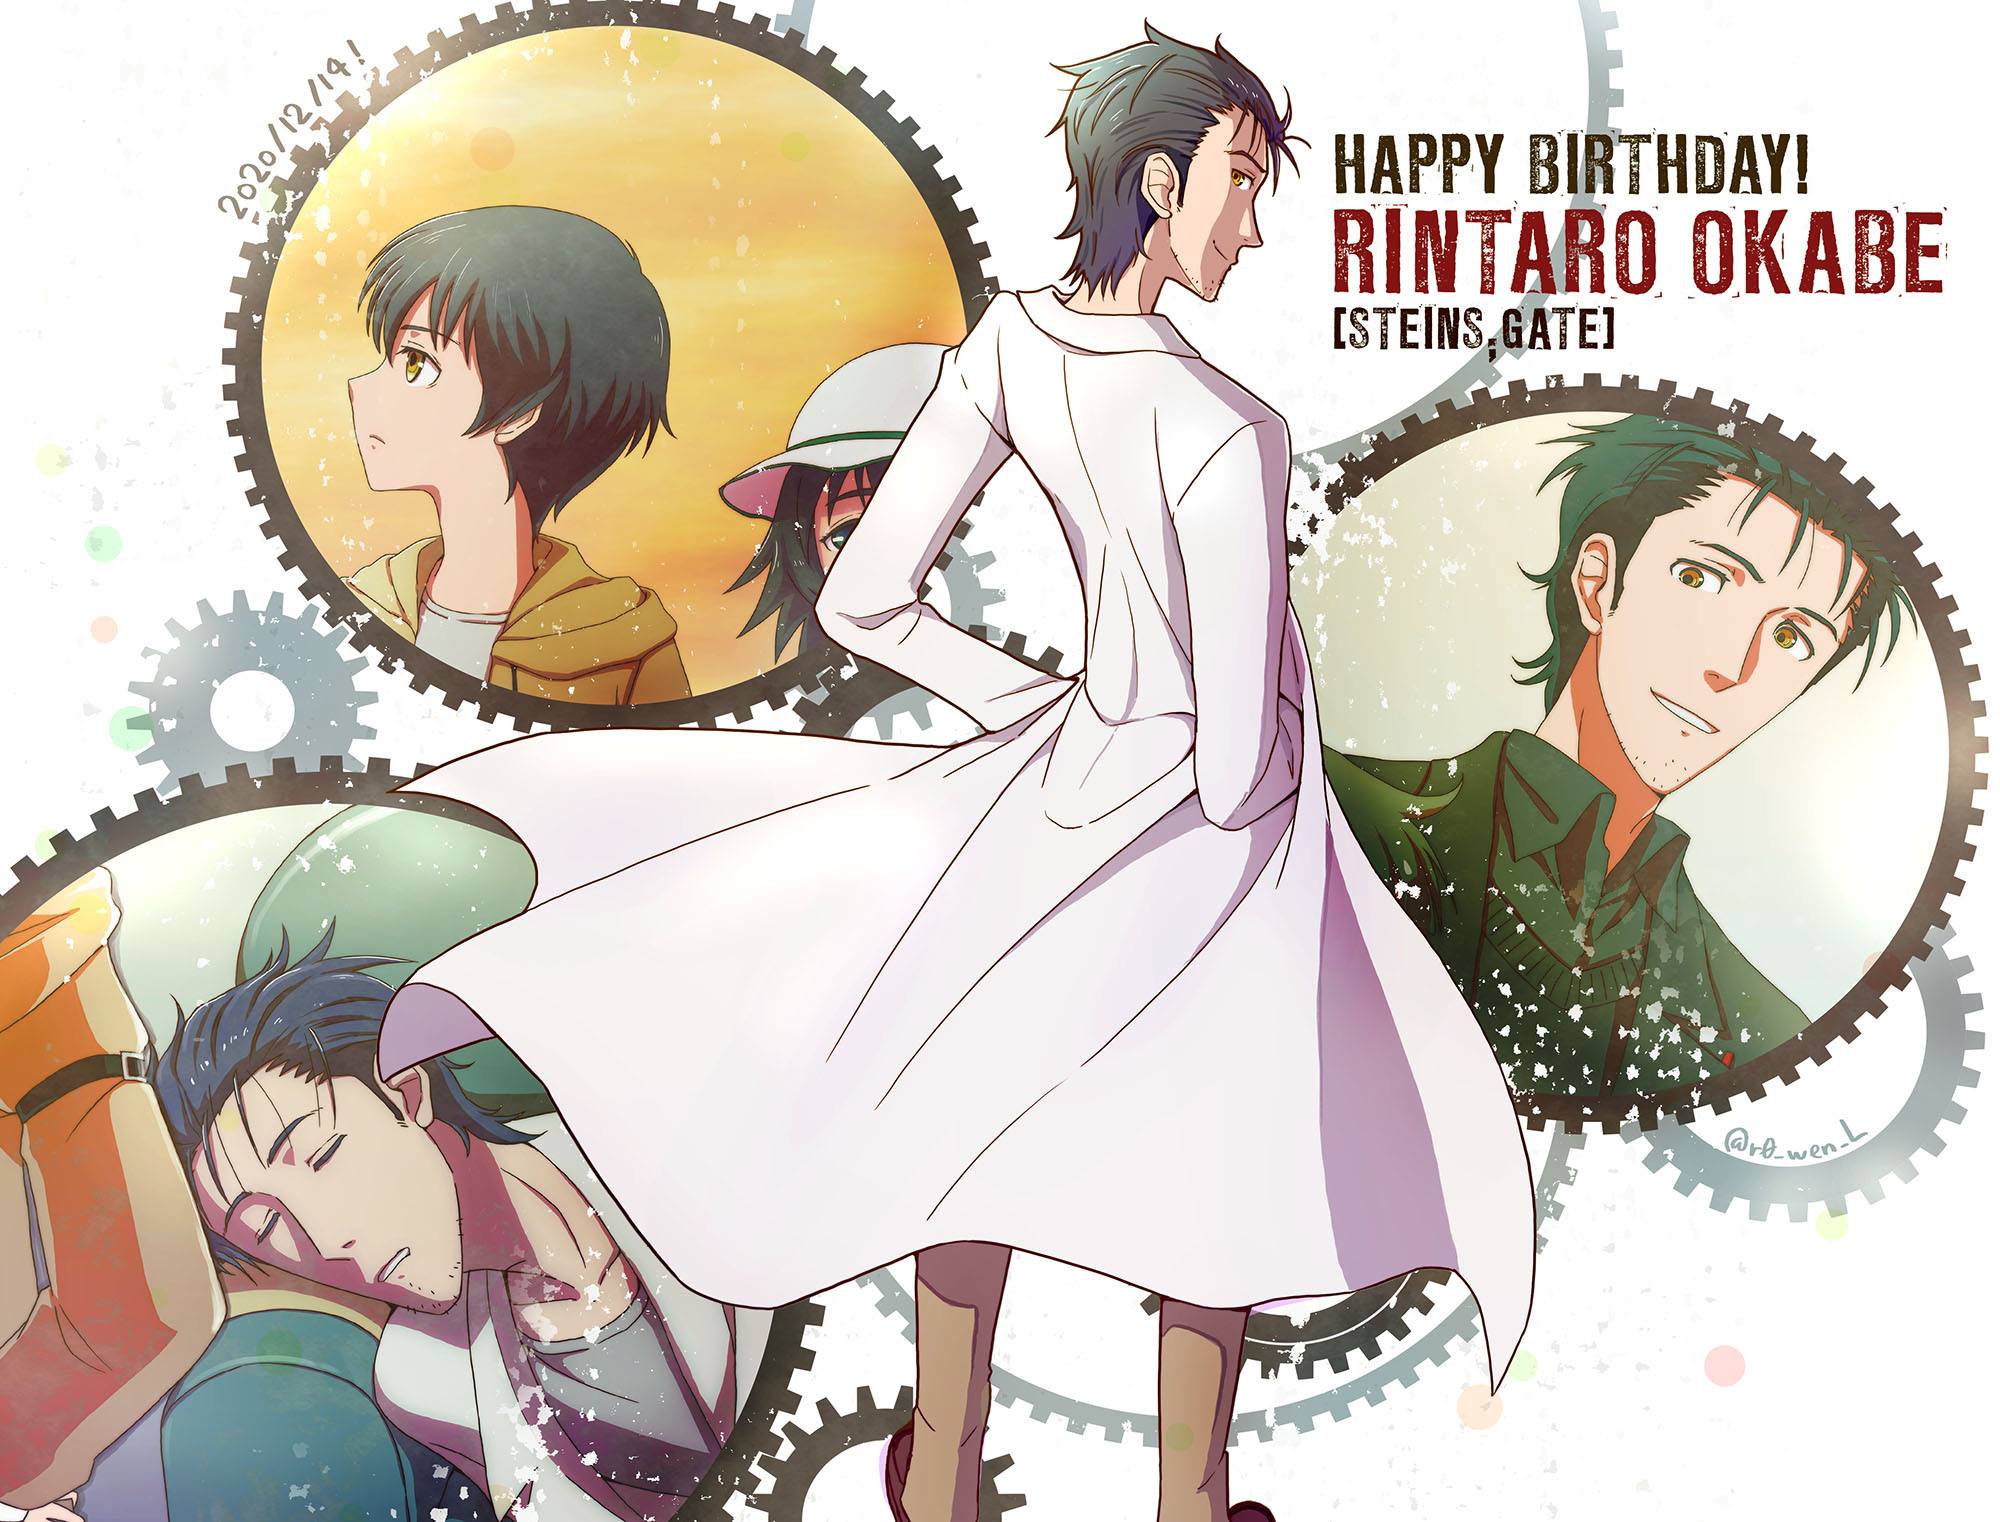 2020/12/14!
HAPPY BIRTHDAY!
RINTARO OKABE
[STEINS;GATE]
@r0_wen_L